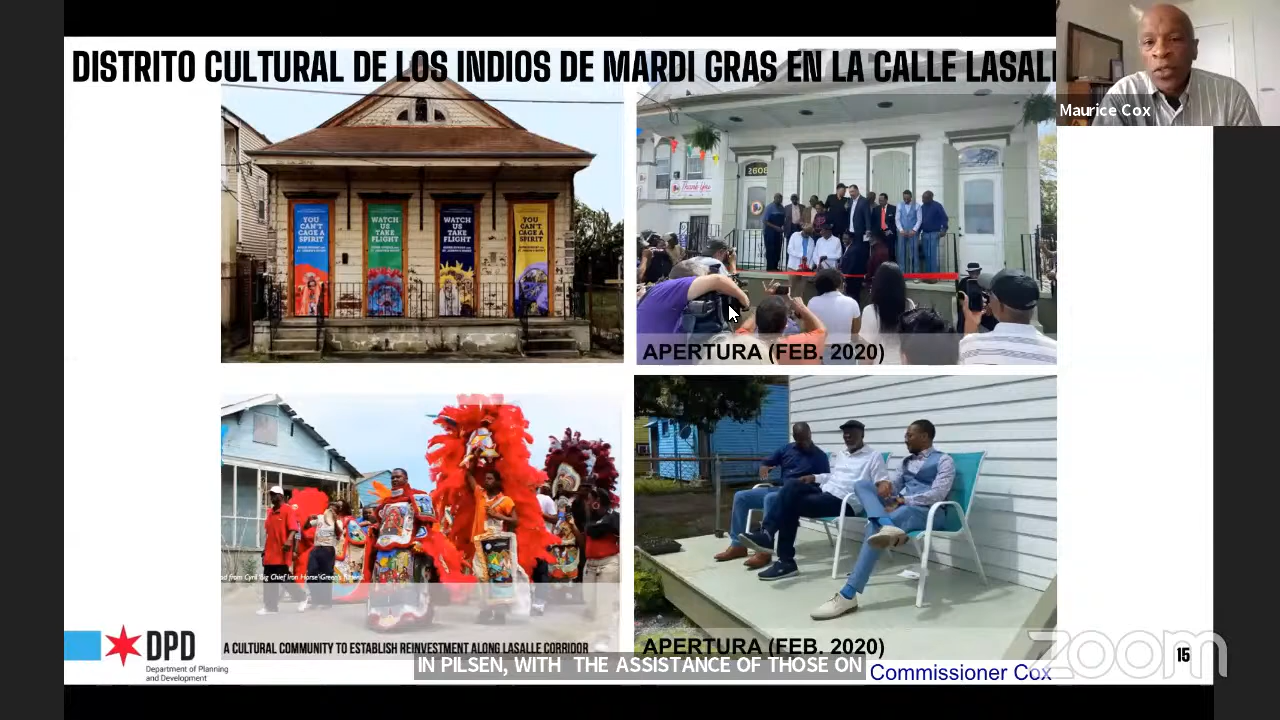 DISTRITO CULTURAL DE LOS INDIOS DE MARDI GRAS EN LA CALLE LASALL
Maurice Cox
YOU
CAN'T
CAGE A
SPIRIT
WATCH
US
TAKE
FLIGHT
WATCH
US
TAKE
FLIGHT
YOU
CAN'T
CAGE A
SPIRIT
2608
Thank You
APERTURA (FEB. 2020)
A CULTURAL COMMUNITY TO ESTABLISH REINVESTMENT ALONG LASALLE CORRIDOR
APERTURA (FEB. 2020)
DPD
Department of Planning
and Development
IN PILSEN, WITH THE ASSISTANCE OF THOSE ON
Commissioner Cox
zoom
15